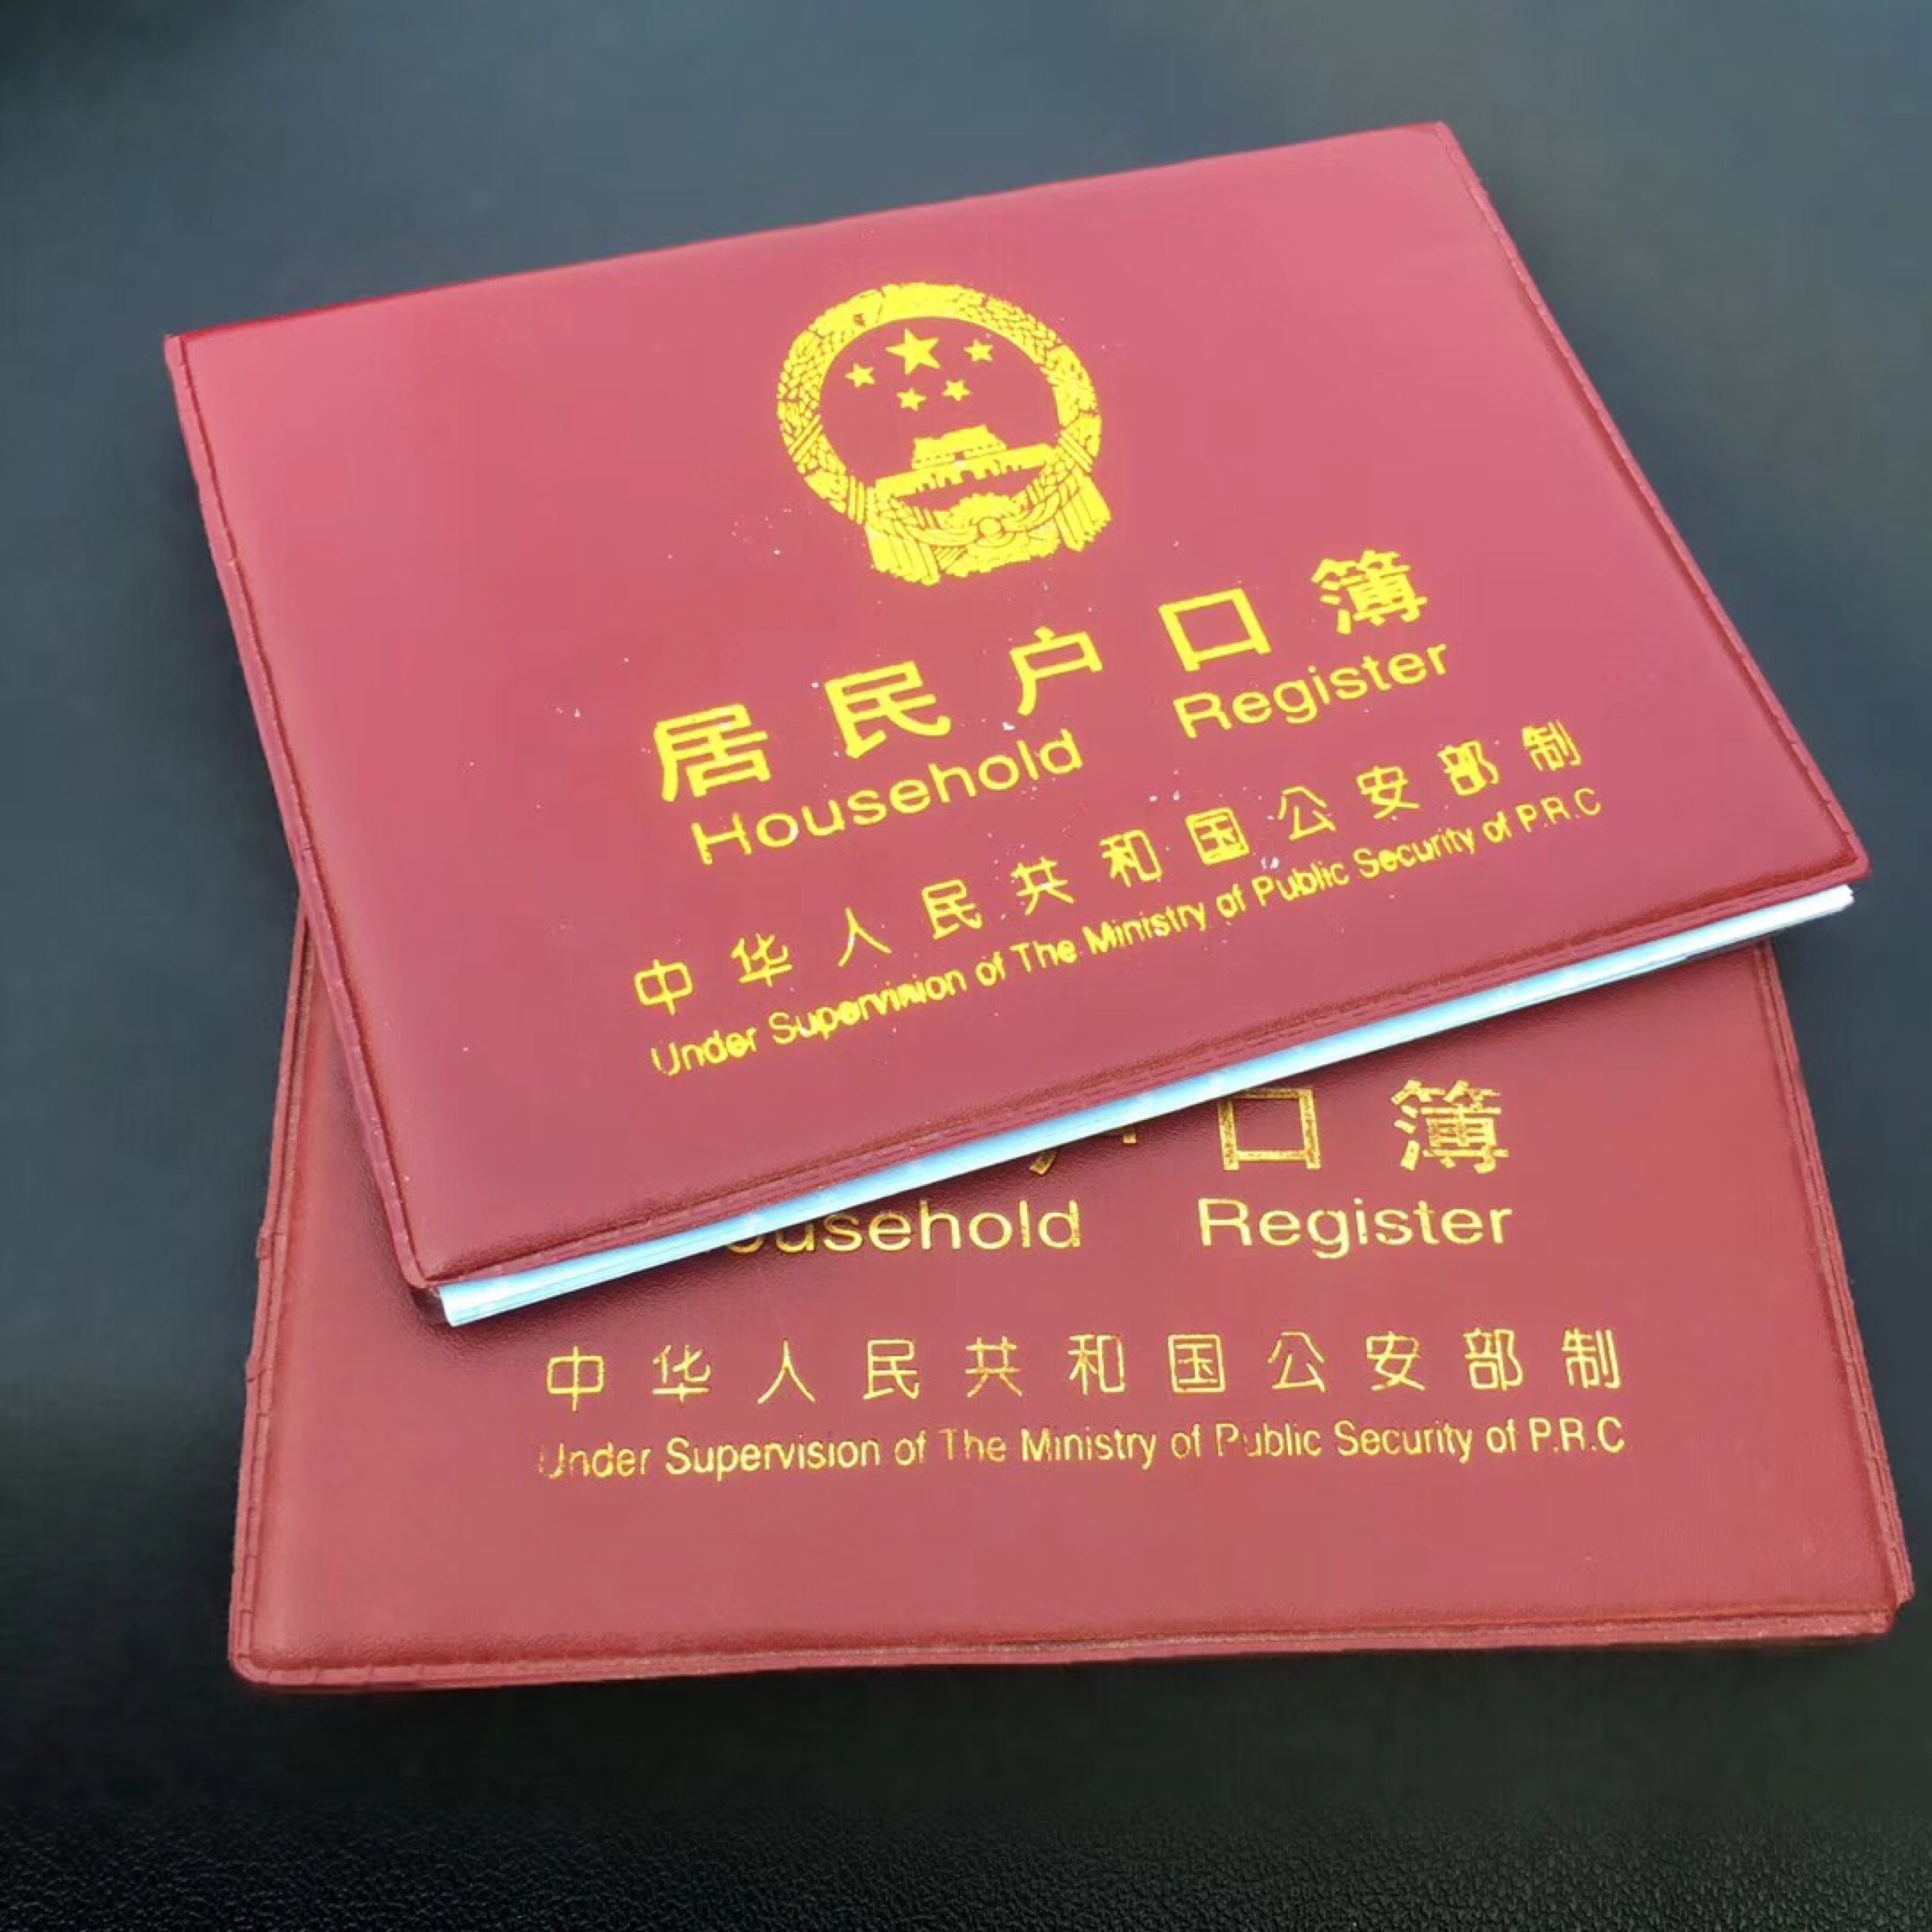 居民户口簿
Household Register
中华人民共和国公安部制
Under Supervision of The Ministry of Public Security of P.R.C
口簿
usehold Register
中华人民共和国公安部制
Under Supervision of The Ministry of Public Security of P.R.C